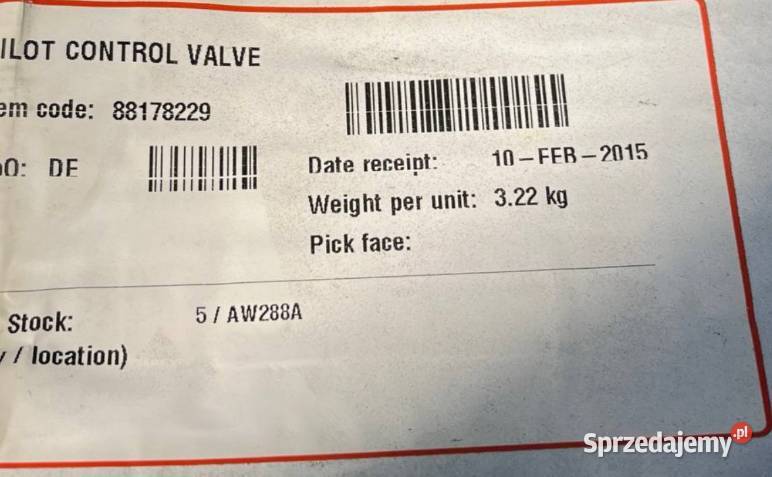 ILOT CONTROL VALVE
em code: 88178229
O: DE
Date receipt: 10-FEB-2015
Weight per unit: 3.22 kg
Pick face:
Stock: 5 / AW288A
/ location)
Sprzedajemy.pl